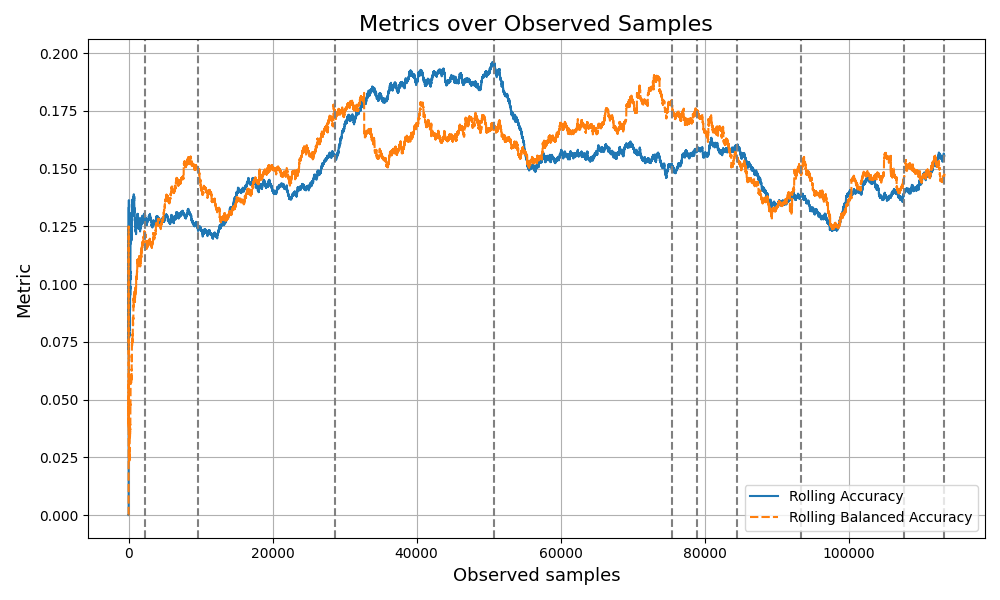 Metrics over Observed Samples
Metric
0.200
0.175
0.150
0.125
0.100
0.075
0.050
0.025
0.000
0 20000 40000 60000 80000 100000
Observed samples
Rolling Accuracy
Rolling Balanced Accuracy